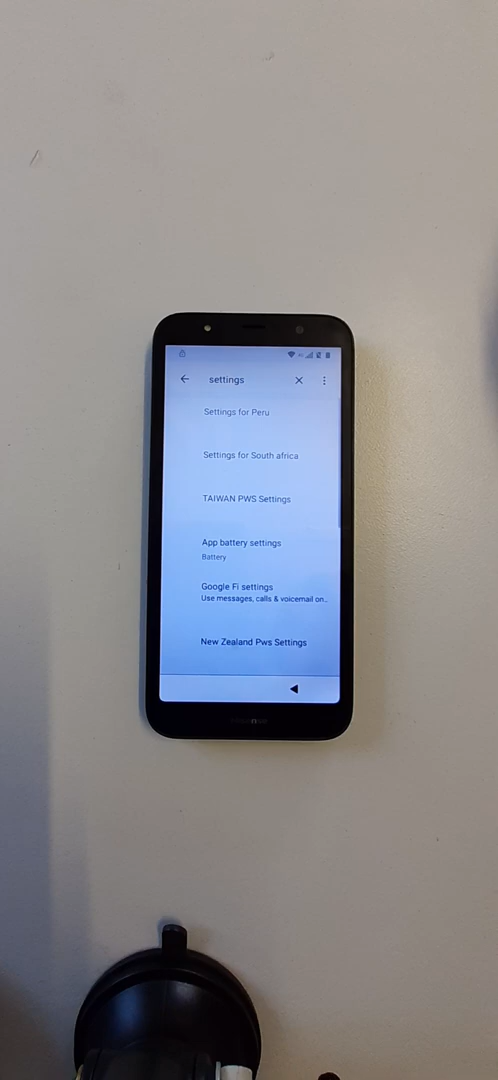 settings
Settings for Peru
Settings for South africa
TAIWAN PWS Settings
App battery settings
Battery
Google Fi settings
Use messages, calls & voicemail on…
New Zealand Pws Settings